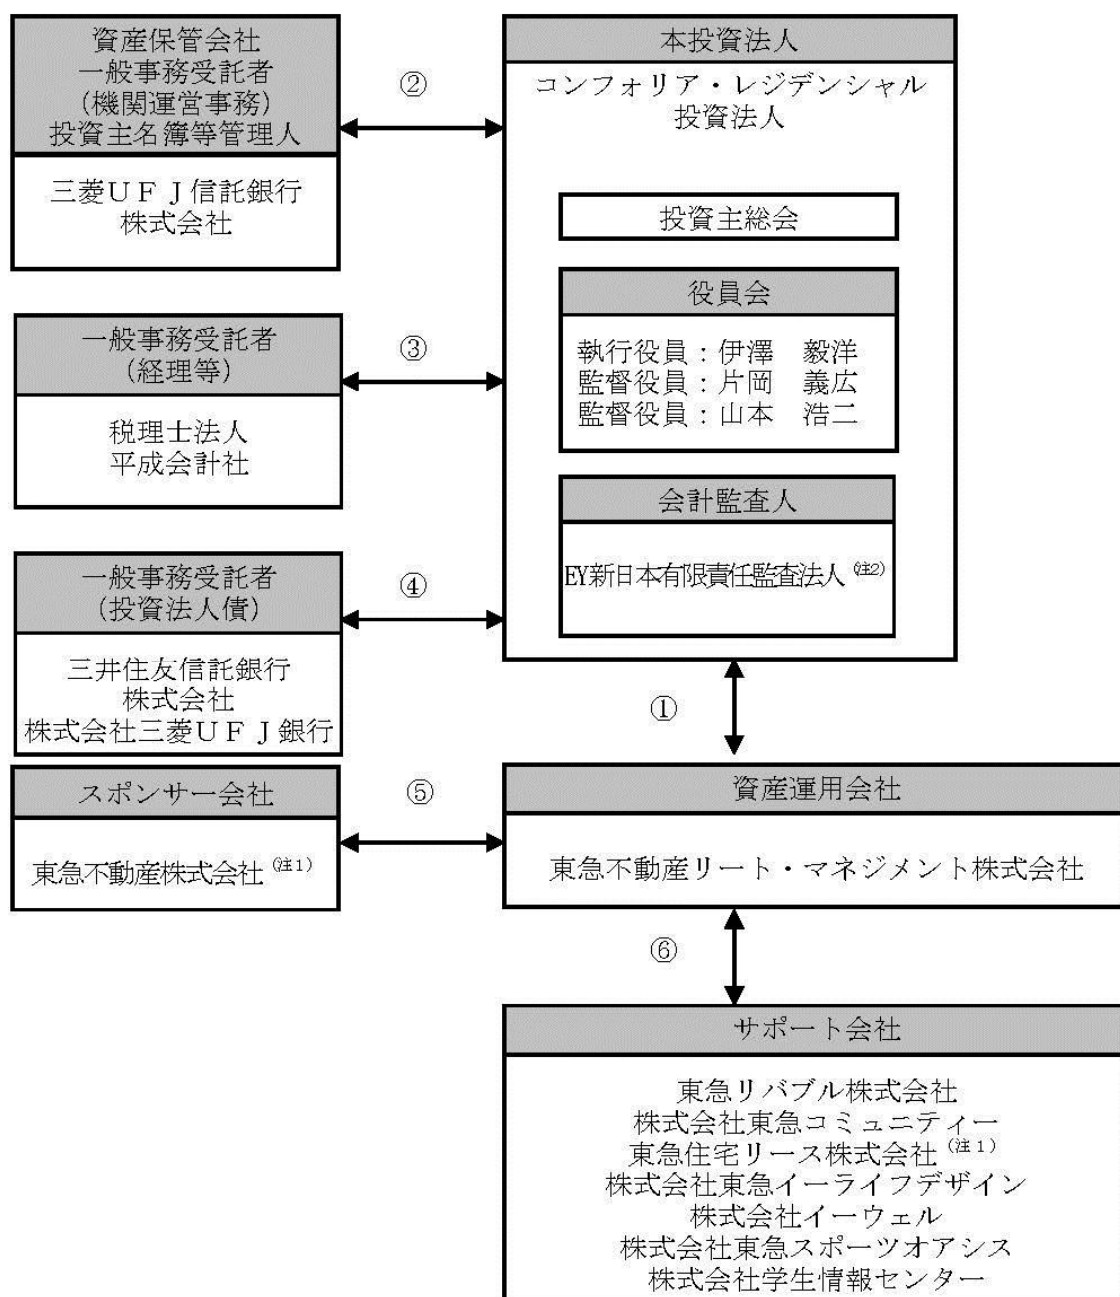 資産保管会社
一般事務受託者
(機関運営事務)
投資主名簿等管理人
三菱UFJ信託銀行
株式会社
②
本投資法人
コンフォリア・レジデンシャル
投資法人
投資主総会
役員会
執行役員:伊澤 毅洋
監督役員:片岡 義広
監督役員:山本 浩二
会計監査人
EY新日本有限責任監査法人(注2)
一般事務受託者
(経理等)
税理士法人
平成会計社
③
一般事務受託者
(投資法人債)
三井住友信託銀行
株式会社
株式会社三菱UFJ銀行
④
①
スポンサー会社
東急不動産株式会社(注1)
⑤
資産運用会社
東急不動産リート・マネジメント株式会社
⑥
サポート会社
東急リバブル株式会社
株式会社東急コミュニティー
東急住宅リース株式会社(注1)
株式会社東急イーライフデザイン
株式会社イーウェル
株式会社東急スポーツオアシス
株式会社学生情報センター